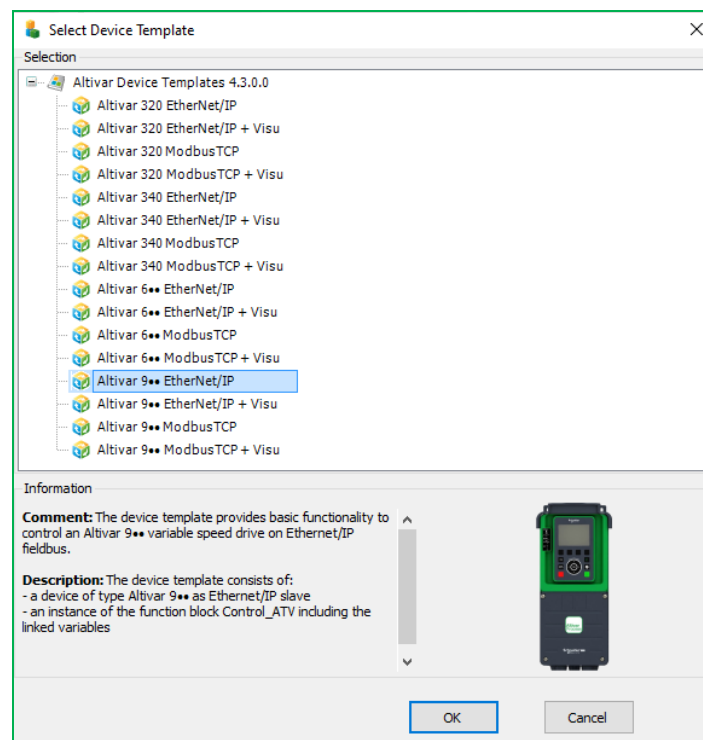 Select Device Template
Selection
Altivar Device Templates 4.3.0.0
Altivar 320 EtherNet/IP
Altivar 320 EtherNet/IP + Visu
Altivar 320 ModbusTCP
Altivar 320 ModbusTCP + Visu
Altivar 340 EtherNet/IP
Altivar 340 EtherNet/IP + Visu
Altivar 340 ModbusTCP
Altivar 340 ModbusTCP + Visu
Altivar 6•• EtherNet/IP
Altivar 6•• EtherNet/IP + Visu
Altivar 6•• ModbusTCP
Altivar 6•• ModbusTCP + Visu
Altivar 9•• EtherNet/IP
Altivar 9•• EtherNet/IP + Visu
Altivar 9•• ModbusTCP
Altivar 9•• ModbusTCP + Visu
Information
Comment: The device template provides basic functionality to
control an Altivar 9•• variable speed drive on Ethernet/IP
fieldbus.
Description: The device template consists of:
- a device of type Altivar 9•• as Ethernet/IP slave
- an instance of the function block Control_ATV including the
linked variables
OK
Cancel